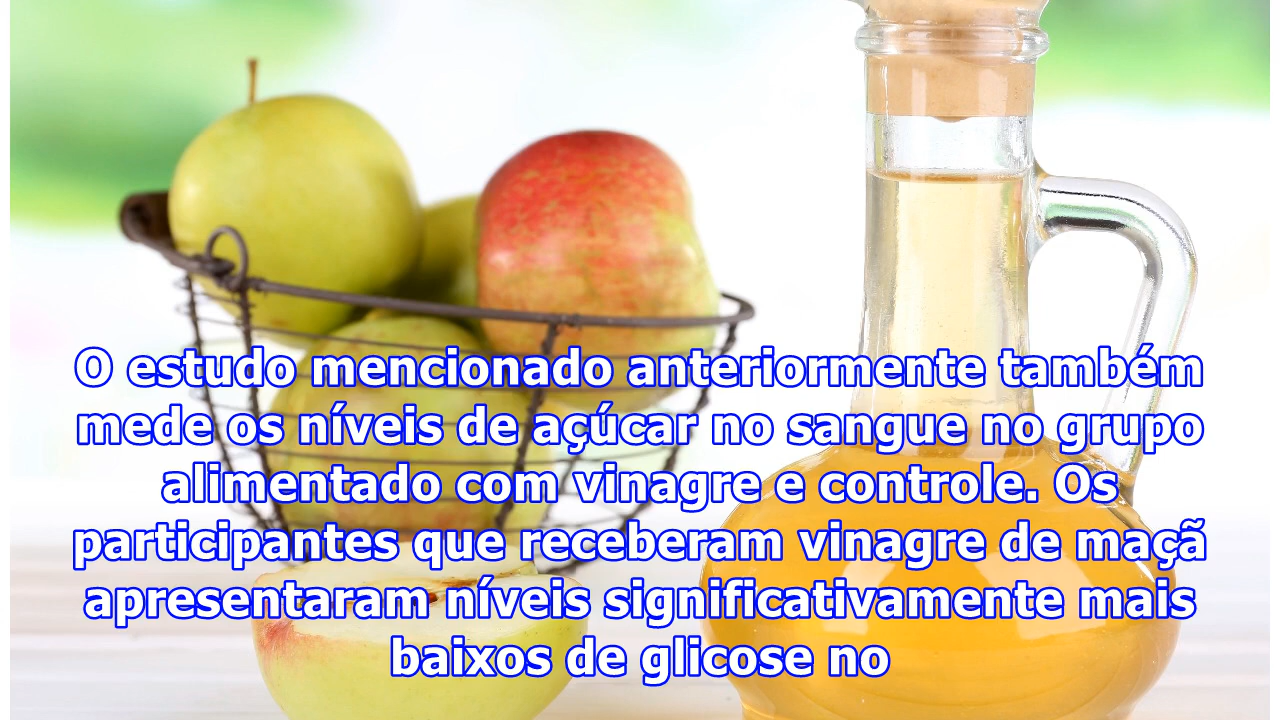 O estudo mencionado anteriormente também
mede os níveis de açúcar no sangue no grupo
alimentado com vinagre e controle. Os
participantes que receberam vinagre de maçã
apresentaram níveis significativamente mais
baixos de glicose no